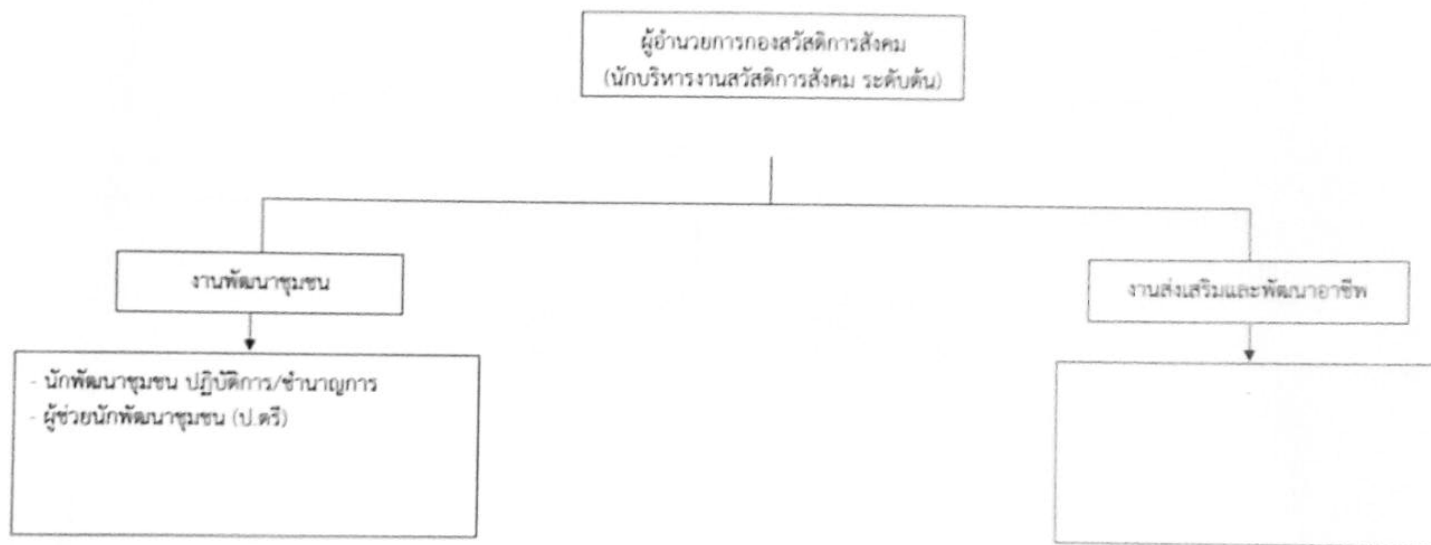 ผู้อำนวยการกองสวัสดิการสังคม
(นักบริหารงานสวัสดิการสังคม ระดับต้น)
งานพัฒนาชุมชน
งานส่งเสริมและพัฒนาอาชีพ
- นักพัฒนาชุมชน ปฏิบัติการ/ชำนาญการ
- ผู้ช่วยนักพัฒนาชุมชน (ป.ตรี)
-